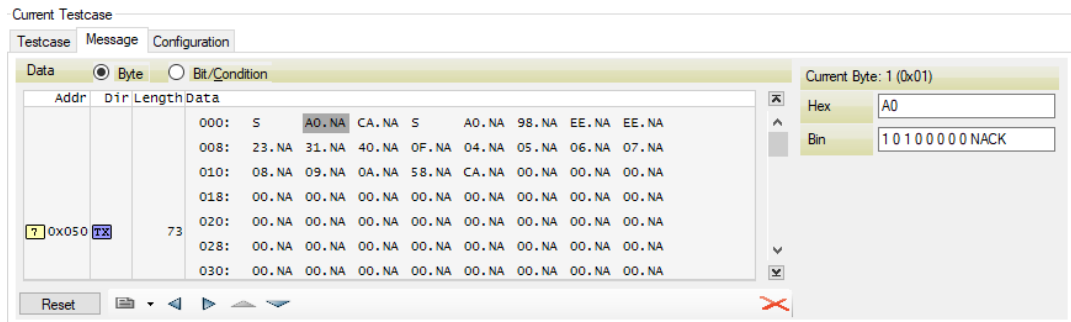 Current Testcase
Testcase Message Configuration
Data Byte Bit/Condition
Addr Dir Length Data
000: S A0.NA CA.NA S A0.NA 98.NA EE.NA EE.NA
008: 23.NA 31.NA 40.NA 0F.NA 04.NA 05.NA 06.NA 07.NA
010: 08.NA 09.NA 0A.NA 58.NA CA.NA 00.NA 00.NA 00.NA
018: 00.NA 00.NA 00.NA 00.NA 00.NA 00.NA 00.NA 00.NA
020: 00.NA 00.NA 00.NA 00.NA 00.NA 00.NA 00.NA 00.NA
? 0x050 TX 73
028: 00.NA 00.NA 00.NA 00.NA 00.NA 00.NA 00.NA 00.NA
030: 00.NA 00.NA 00.NA 00.NA 00.NA 00.NA 00.NA 00.NA
Reset
Current Byte: 1 (0x01)
Hex A0
Bin 1 0 1 0 0 0 0 0 NACK